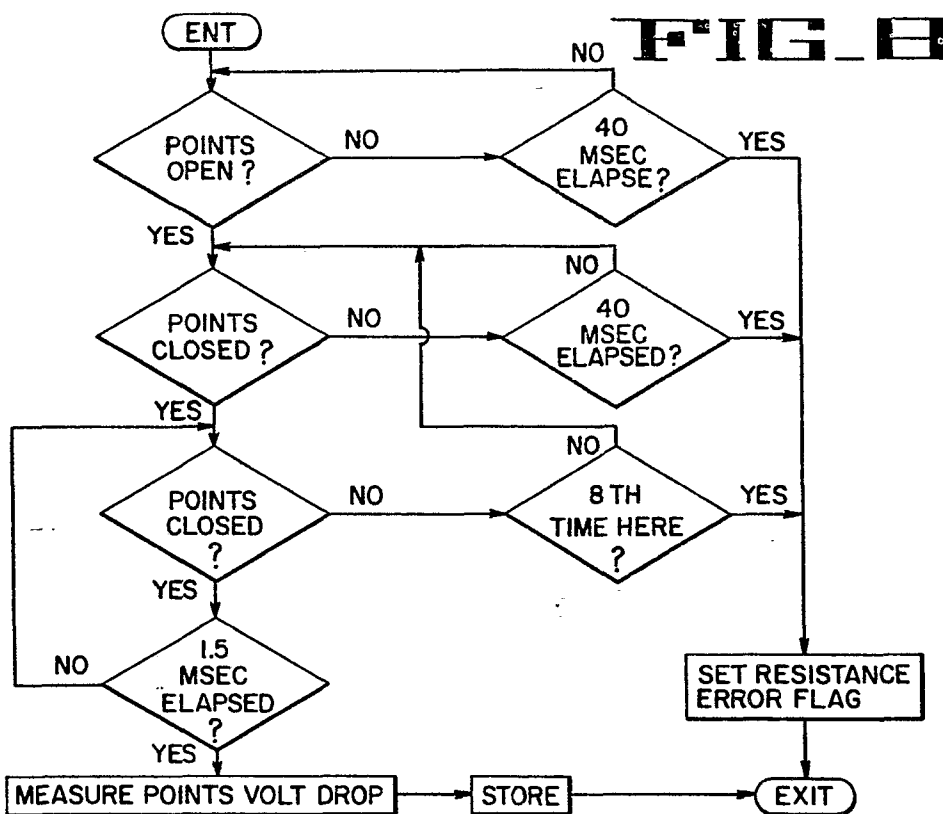 ENT
FIG_8
NO
POINTS
OPEN ?
NO
40
MSEC
ELAPSE?
YES
YES
NO
POINTS
CLOSED ?
NO
40
MSEC
ELAPSED?
YES
YES
NO
POINTS
CLOSED
?
NO
8 TH
TIME HERE
?
YES
YES
NO
1.5
MSEC
ELAPSED
?
YES
SET RESISTANCE
ERROR FLAG
MEASURE POINTS VOLT DROP
STORE
EXIT